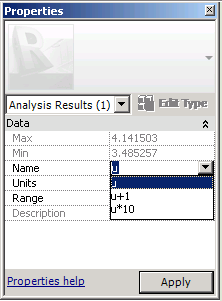 Properties
Analysis Results (1)
Edit Type
Data
Max 4.141503
Min 3.485257
Name u
Units u
Range u+1
u*10
Description
Properties help
Apply